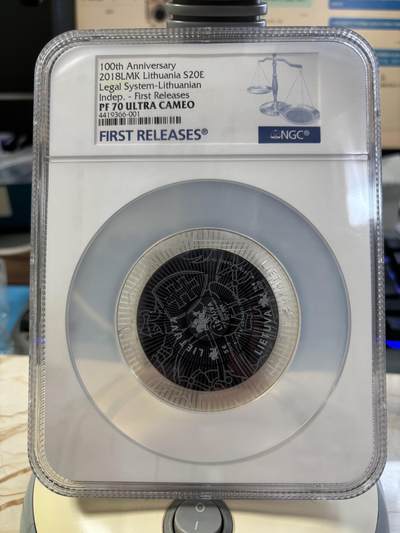 100th Anniversary
2018LMK Lithuania S20E
Legal System-Lithuanian
Indep. - First Releases
PF 70 ULTRA CAMEO
4419366-001
FIRST RELEASES®
NGC®
LIETUVA
LIETUVA